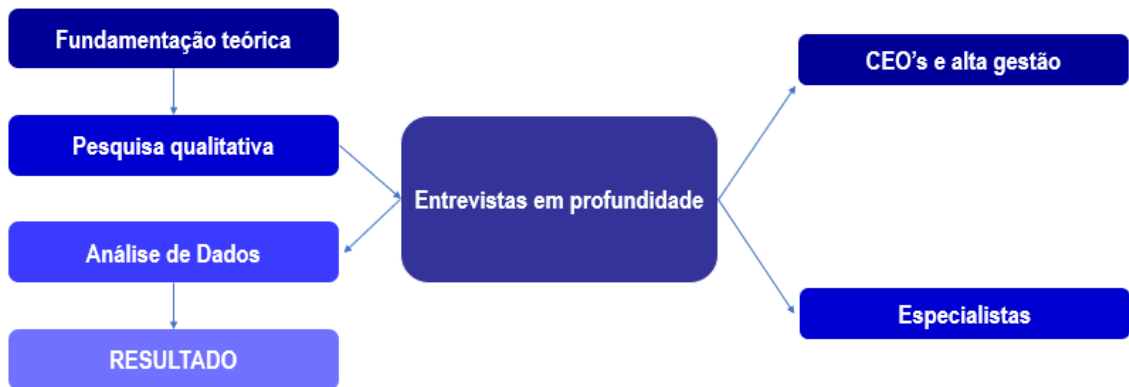 Fundamentação teórica
Pesquisa qualitativa
Análise de Dados
RESULTADO
Entrevistas em profundidade
CEO's e alta gestão
Especialistas